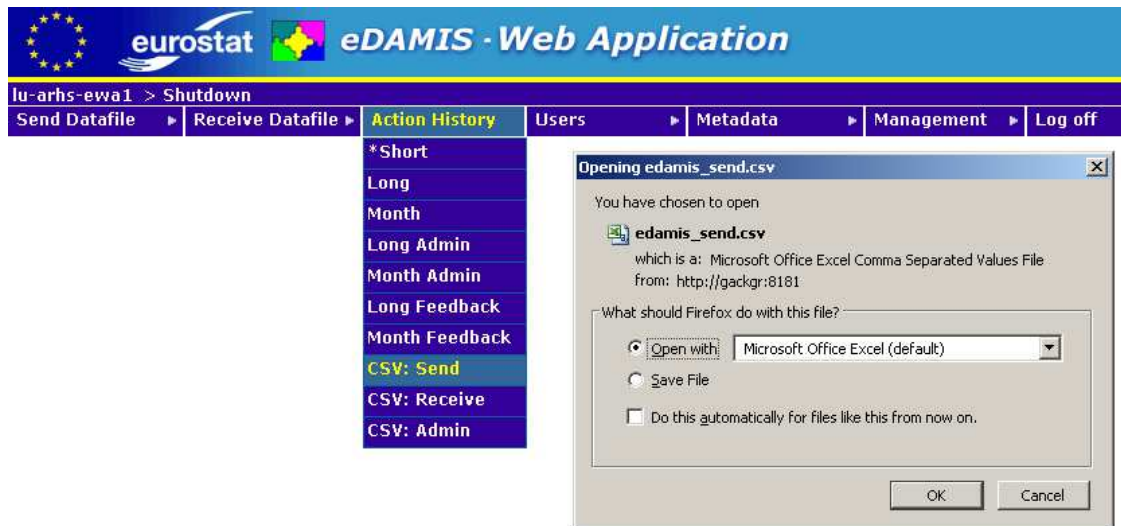 eurostat eDAMIS - Web Application
lu-arhs-ewa1 > Shutdown
Send Datafile Receive Datafile Action History Users Metadata Management Log off
*Short
Long
Month
Long Admin
Month Admin
Long Feedback
Month Feedback
CSV: Send
CSV: Receive
CSV: Admin
Opening edamis_send.csv
You have chosen to open
edamis_send.csv
which is a: Microsoft Office Excel Comma Separated Values File
from: http://gackgr:8181
What should Firefox do with this file?
Open with Microsoft Office Excel (default)
Save File
Do this automatically for files like this from now on.
OK Cancel